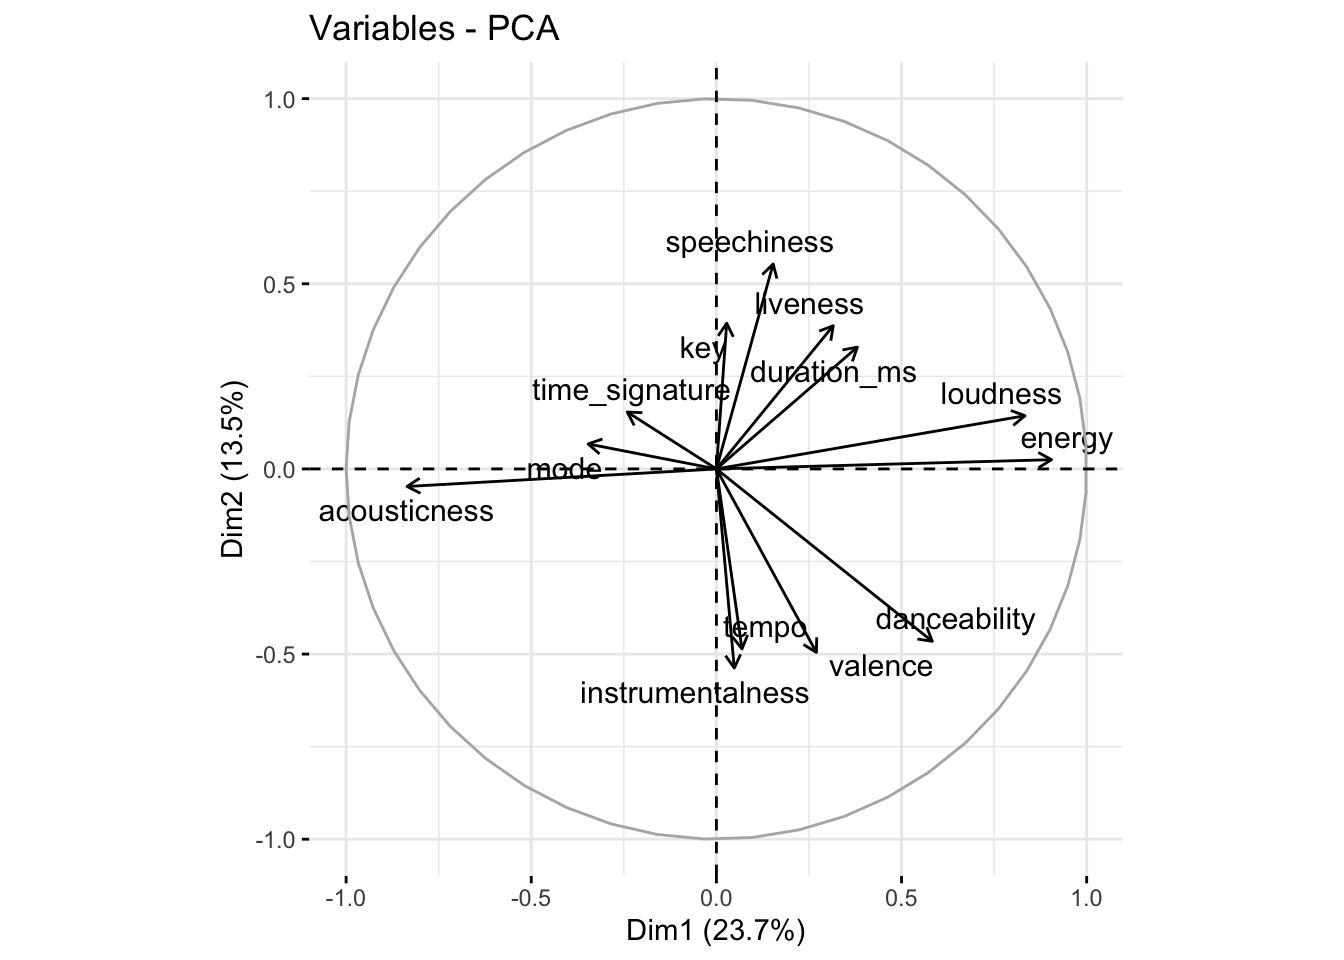 Variables - PCA
1.0
speechiness
0.5
liveness
key
duration_ms
time_signature
loudness
energy
0.0
mode
acousticness
danceability
tempo
-0.5
valence
instrumentalness
-1.0
-1.0 -0.5 0.0 0.5 1.0
Dim1 (23.7%)
Dim2 (13.5%)